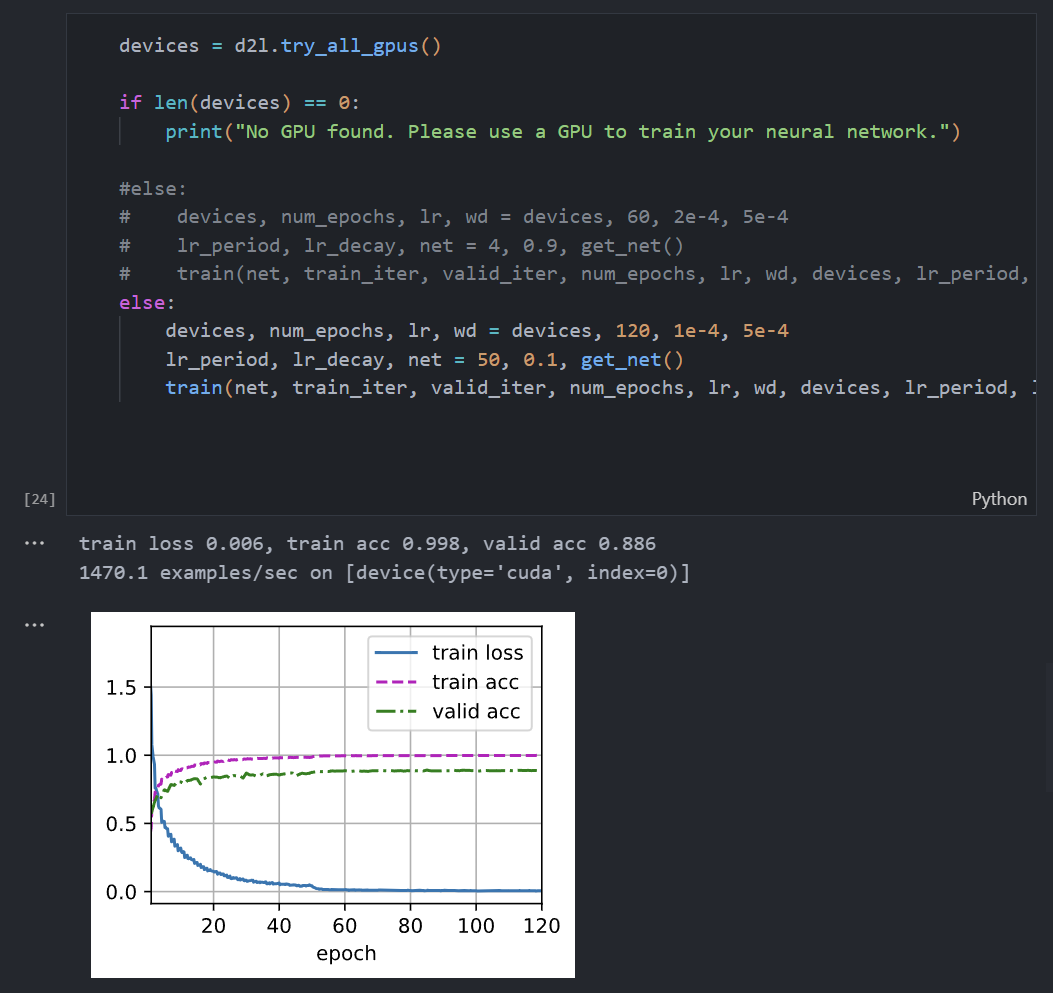 devices = d2l.try_all_gpus()
if len(devices) == 0:
print("No GPU found. Please use a GPU to train your neural network.")
#else:
#    devices, num_epochs, lr, wd = devices, 60, 2e-4, 5e-4
#    lr_period, lr_decay, net = 4, 0.9, get_net()
#    train(net, train_iter, valid_iter, num_epochs, lr, wd, devices, lr_period,
else:
devices, num_epochs, lr, wd = devices, 120, 1e-4, 5e-4
lr_period, lr_decay, net = 50, 0.1, get_net()
train(net, train_iter, valid_iter, num_epochs, lr, wd, devices, lr_period,
[24]
Python
train loss 0.006, train acc 0.998, valid acc 0.886
1470.1 examples/sec on [device(type='cuda', index=0)]
train loss
train acc
valid acc
1.5
1.0
0.5
0.0
20 40 60 80 100 120
epoch